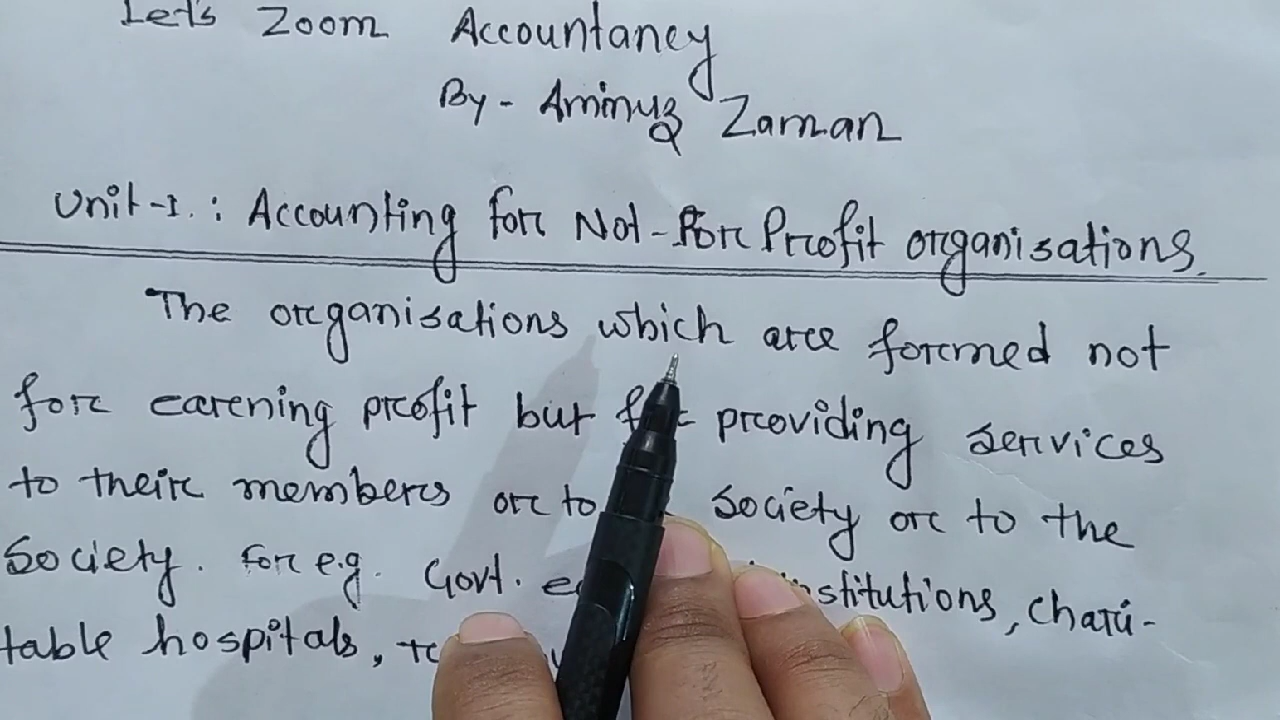 Let's Zoom Accountancy
By - Aminuz Zaman
Unit-I.: Accounting for Not-For Profit organisations.
The organisations which are formed not
for earning profit but for providing services
to their members or to society or to the
Society. For e.g. Govt. institutions, chari-
table hospitals,